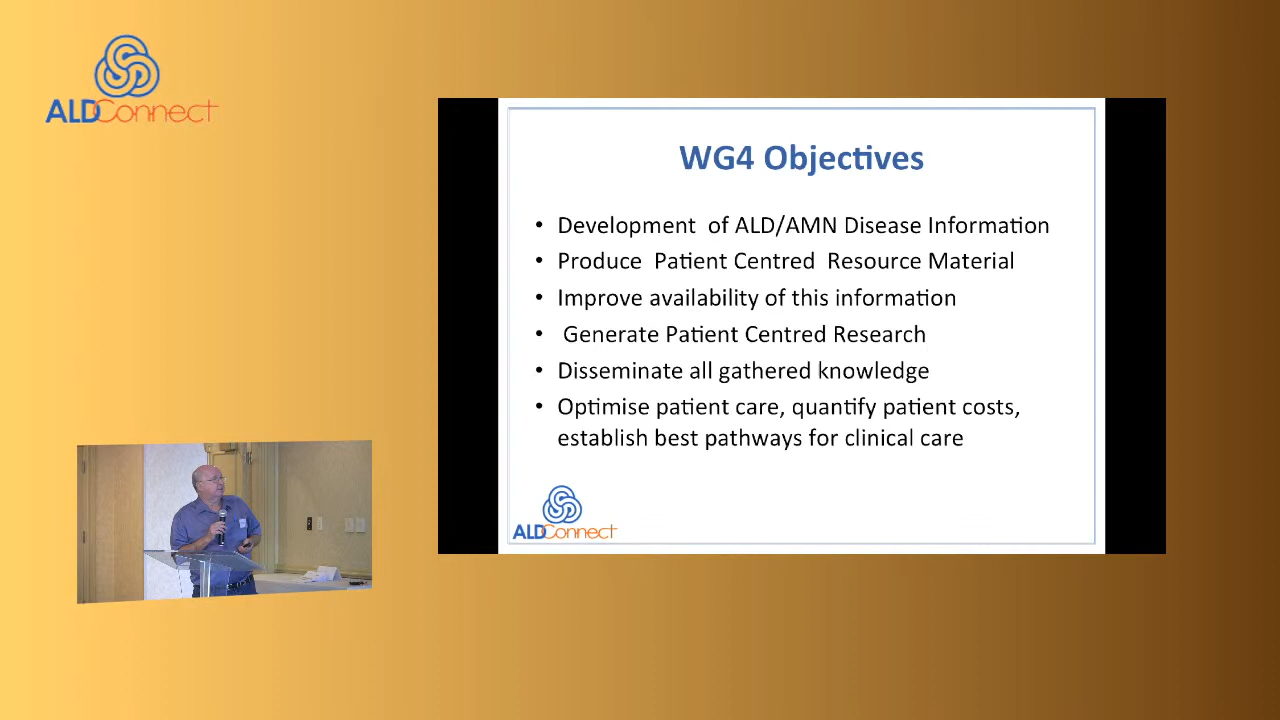 ALDConnect
WG4 Objectives
• Development of ALD/AMN Disease Information
• Produce Patient Centred Resource Material
• Improve availability of this information
• Generate Patient Centred Research
• Disseminate all gathered knowledge
• Optimise patient care, quantify patient costs,
establish best pathways for clinical care
ALDConnect